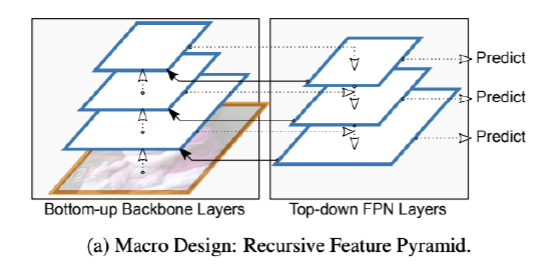 Predict
Predict
Predict
Bottom-up Backbone Layers
Top-down FPN Layers
(a) Macro Design: Recursive Feature Pyramid.